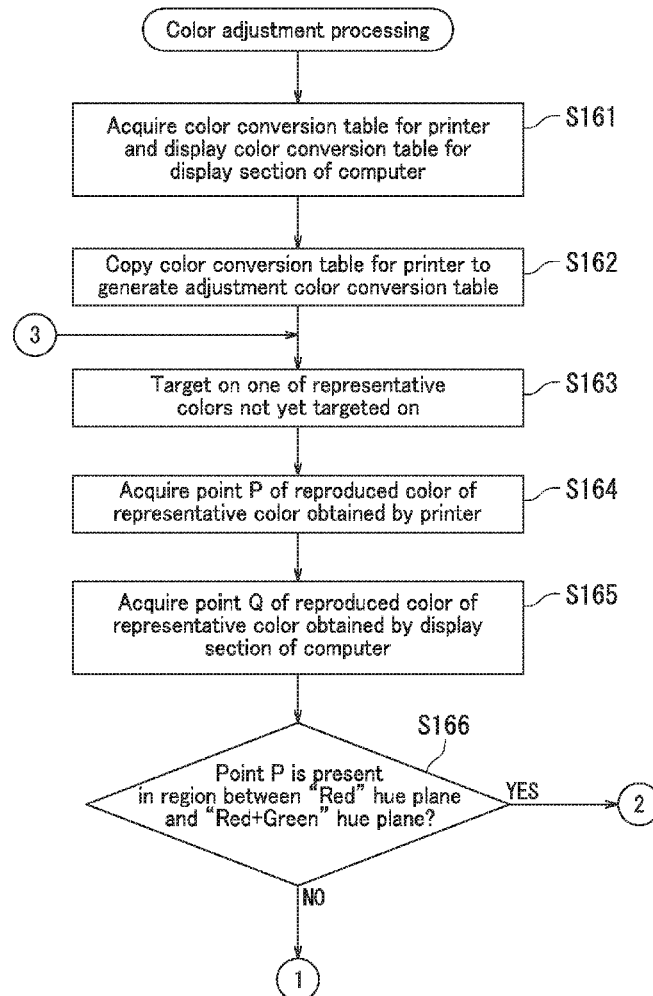 Color adjustment processing
S161
Acquire color conversion table for printer
and display color conversion table for
display section of computer
S162
Copy color conversion table for printer to
generate adjustment color conversion table
3
S163
Target on one of representative
colors not yet targeted on
S164
Acquire point P of reproduced color of
representative color obtained by printer
S165
Acquire point Q of reproduced color of
representative color obtained by display
section of computer
S166
Point P is present
in region between “Red” hue plane
and “Red+Green” hue plane?
YES
2
NO
1